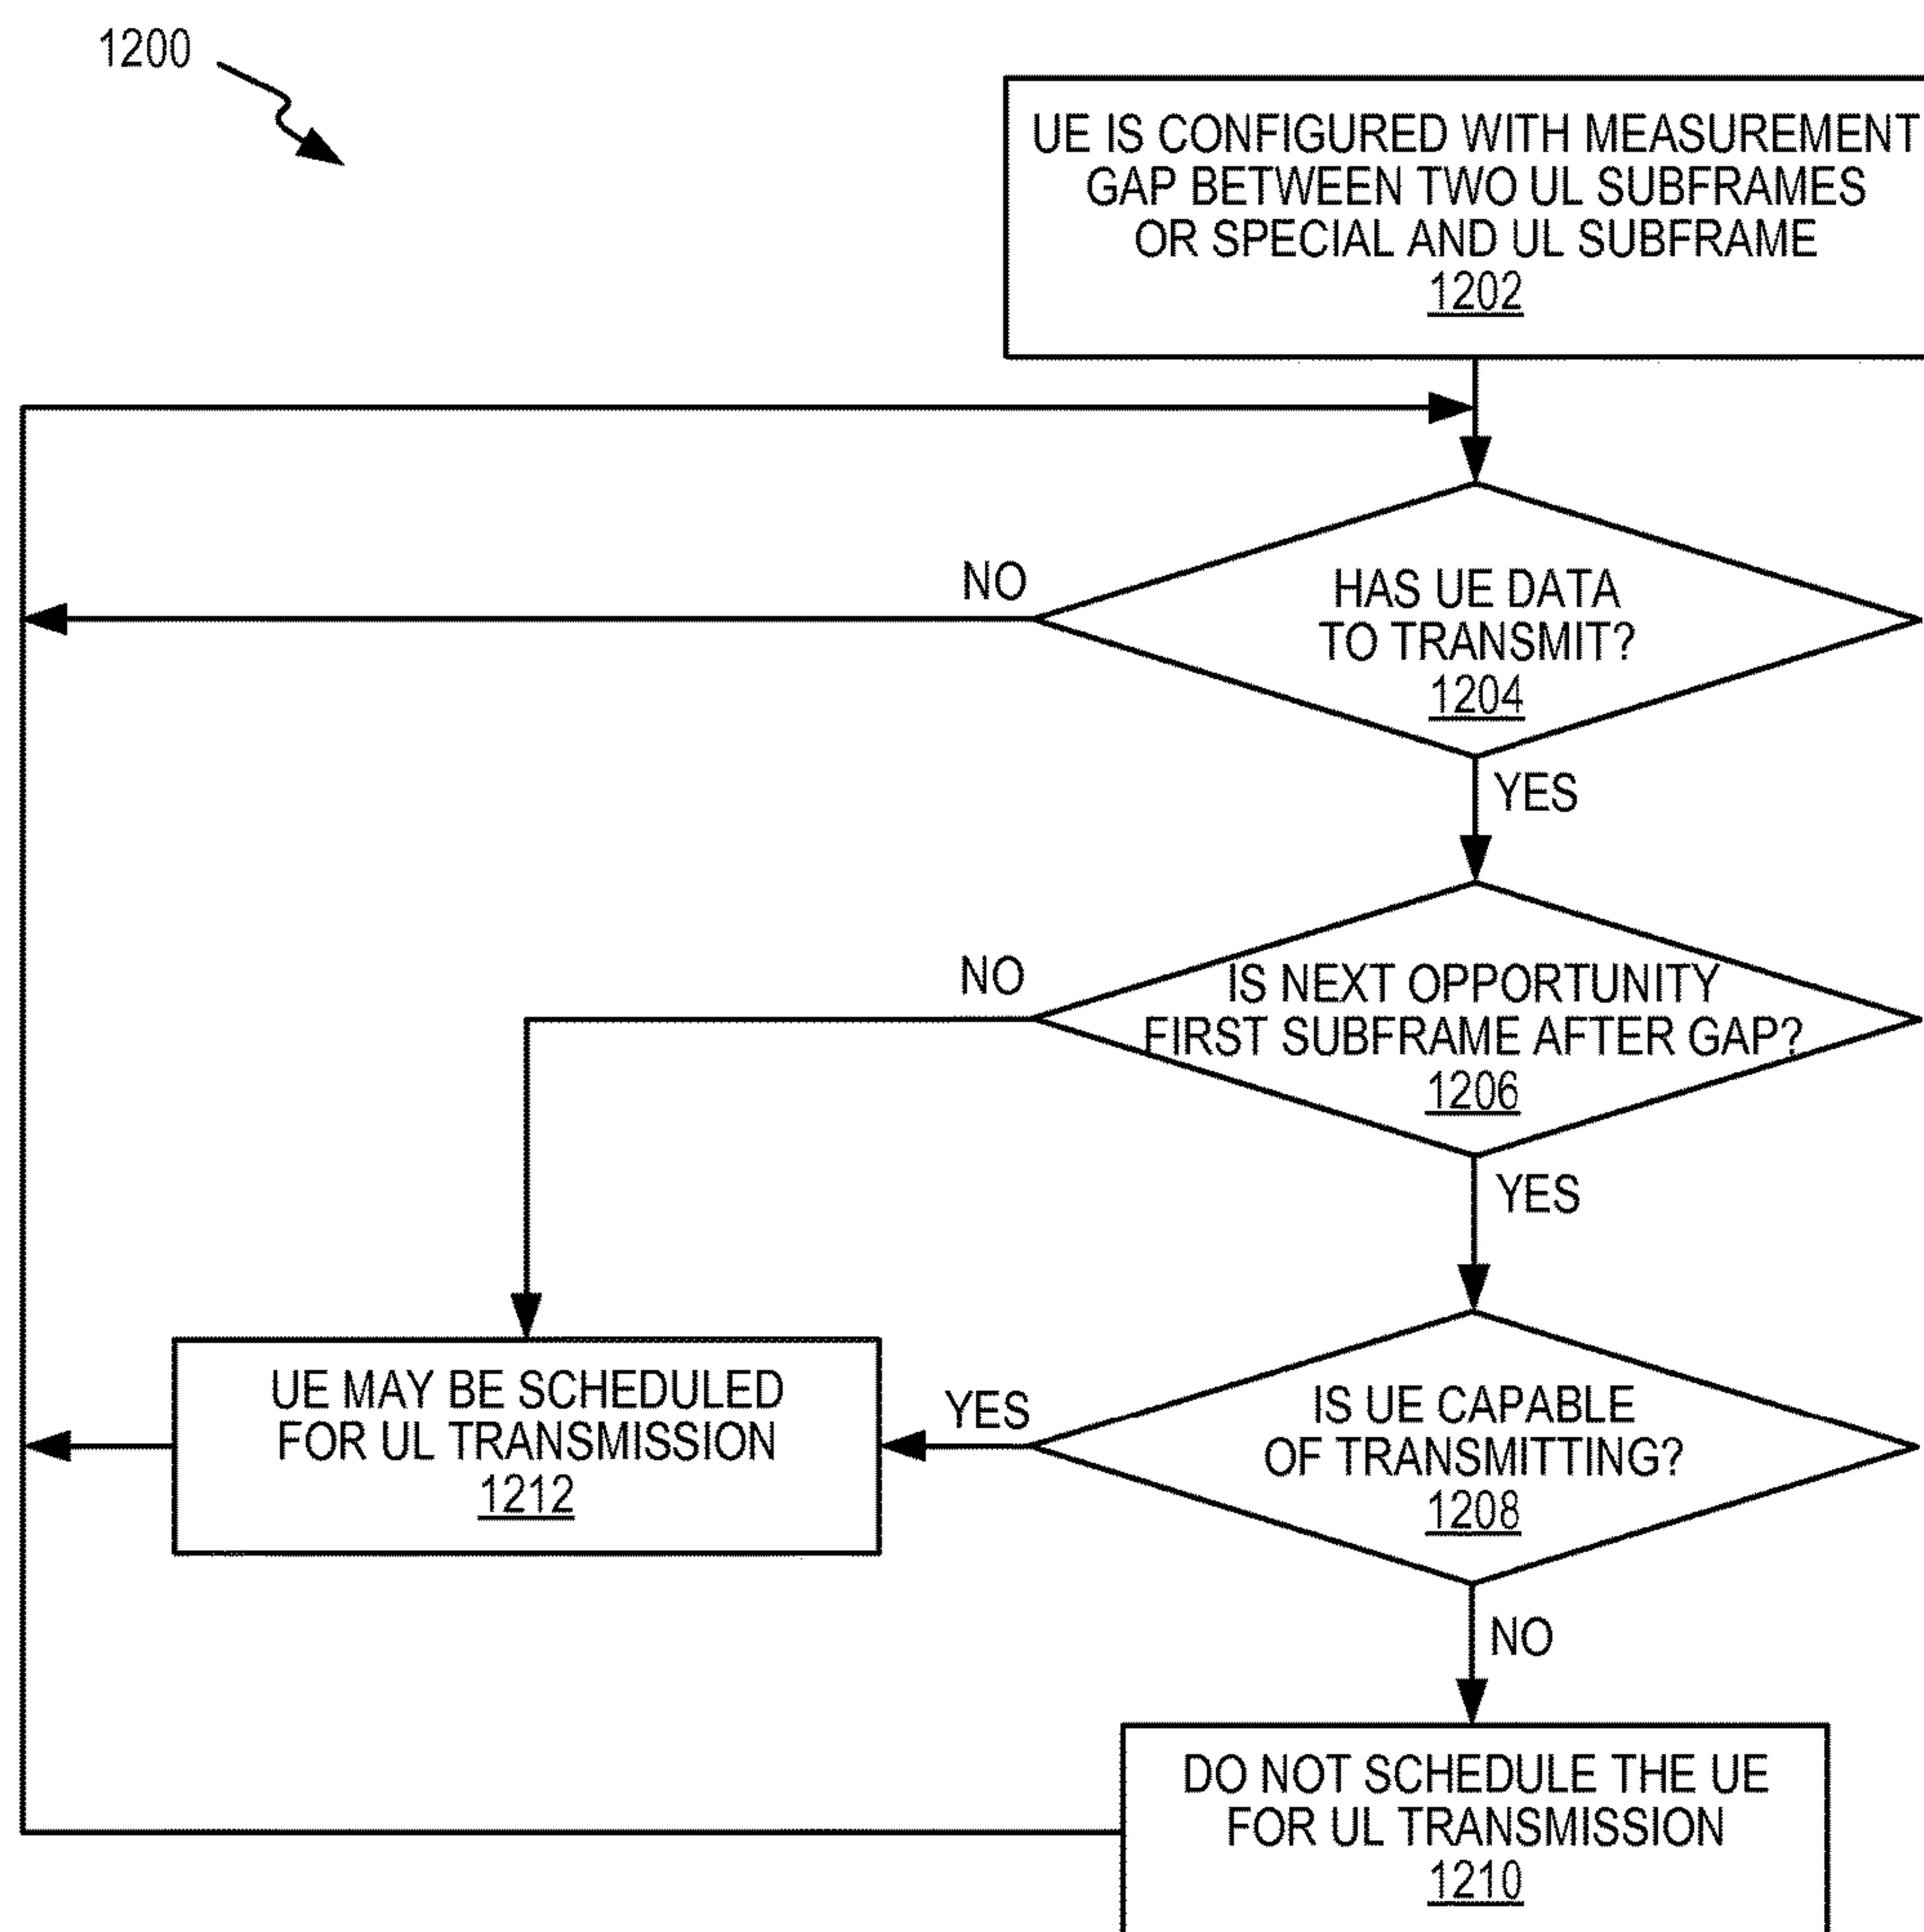 1200
UE IS CONFIGURED WITH MEASUREMENT
GAP BETWEEN TWO UL SUBFRAMES
OR SPECIAL AND UL SUBFRAME
1202
NO
HAS UE DATA
TO TRANSMIT?
1204
YES
NO
IS NEXT OPPORTUNITY
FIRST SUBFRAME AFTER GAP?
1206
YES
UE MAY BE SCHEDULED
FOR UL TRANSMISSION
1212
YES
IS UE CAPABLE
OF TRANSMITTING?
1208
NO
DO NOT SCHEDULE THE UE
FOR UL TRANSMISSION
1210